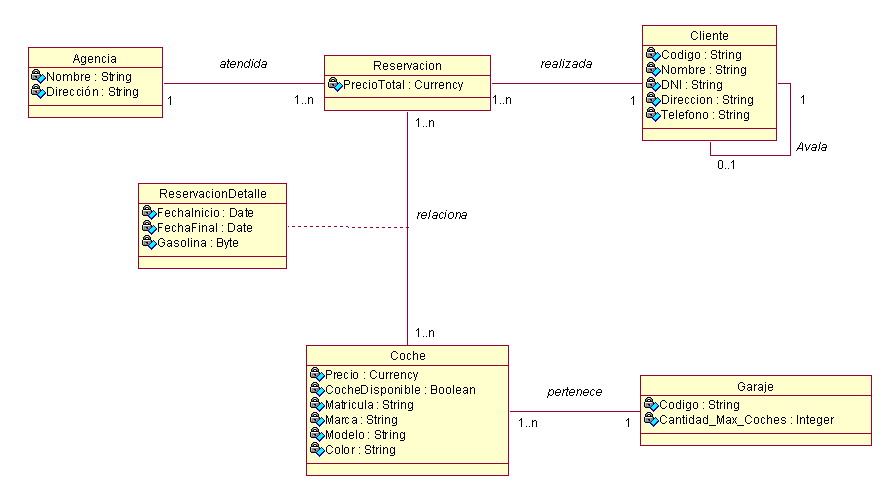 Agencia
Nombre : String
Dirección : String
atendida
1
1..n
Reservacion
PrecioTotal : Currency
realizada
1..n
1
Cliente
Codigo : String
Nombre : String
DNI : String
Direccion : String
Telefono : String
1
Avala
0..1
1..n
ReservacionDetalle
FechaInicio : Date
FechaFinal : Date
Gasolina : Byte
relaciona
1..n
Coche
Precio : Currency
CocheDisponible : Boolean
Matricula : String
Marca : String
Modelo : String
Color : String
pertenece
1..n
1
Garaje
Codigo : String
Cantidad_Max_Coches : Integer